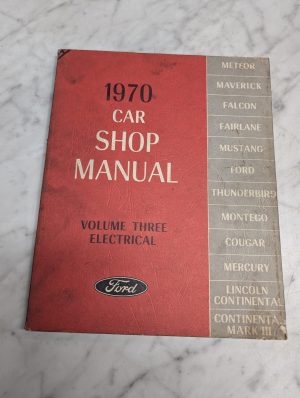 1970
CAR
SHOP
MANUAL
VOLUME THREE
ELECTRICAL
Ford
METEOR
MAVERICK
FALCON
FAIRLANE
MUSTANG
FORD
THUNDERBIRD
MONTEGO
COUGAR
MERCURY
LINCOLN
CONTINENTAL
CONTINENTAL
MARK III